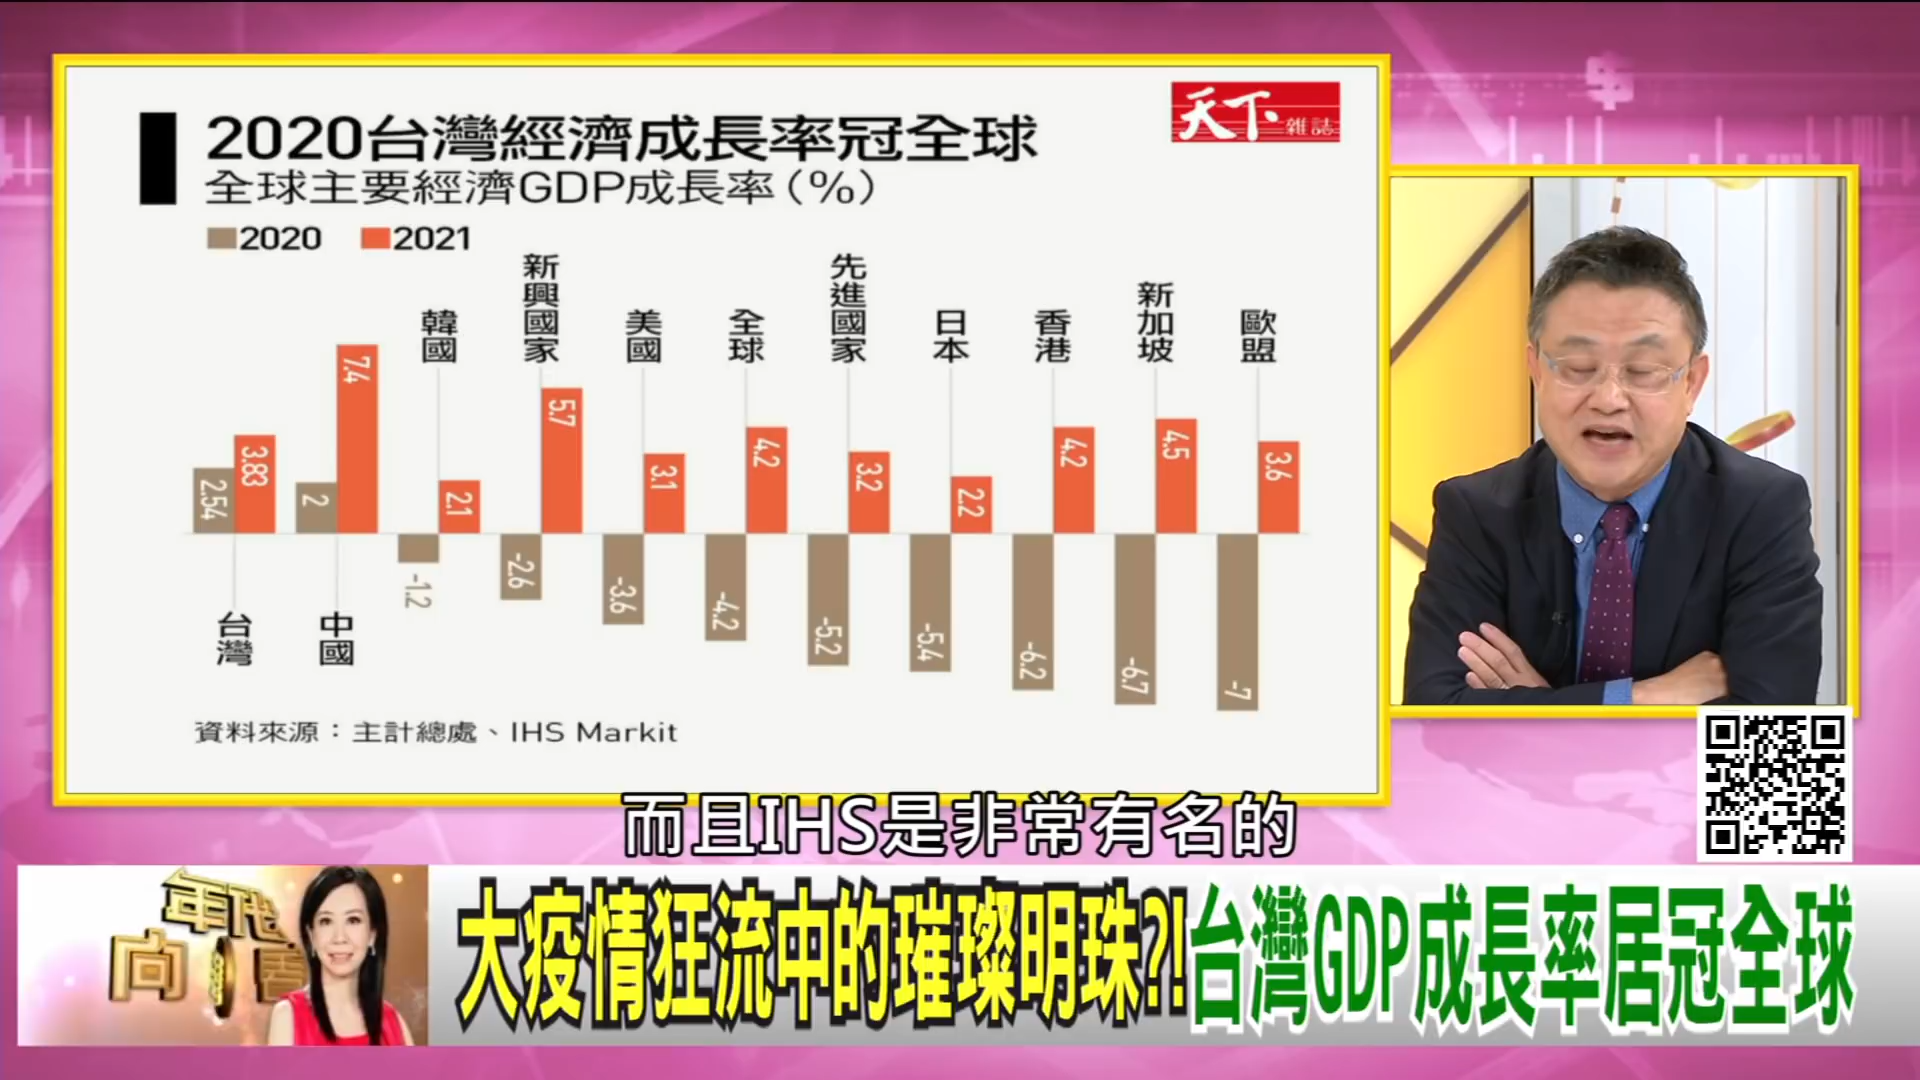 天下雜誌
2020台灣經濟成長率冠全球
全球主要經濟GDP成長率(%)
2020 2021
台灣
2.54
3.83
中國
2
7.4
韓國
-1.2
2.1
新興國家
-2.6
5.7
美國
-3.6
3.1
全球
-4.2
4.2
先進國家
-5.2
3.2
日本
-5.4
2.2
香港
-6.2
4.2
新加坡
-6.7
4.5
歐盟
-7
3.6
資料來源：主計總處、IHS Markit
而且IHS是非常有名的
年代
向
大疫情狂流中的璀璨明珠?!台灣GDP成長率居冠全球